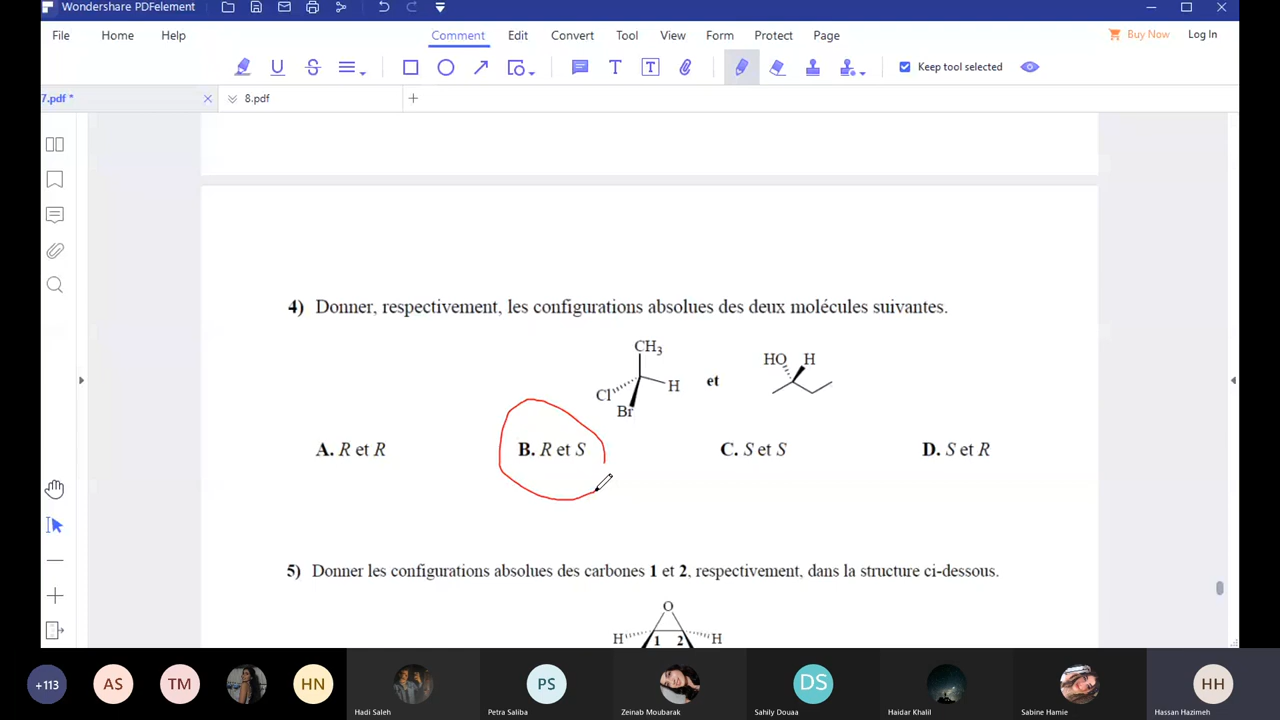 Wondershare PDFelement
File Home Help Comment Edit Convert Tool View Form Protect Page Buy Now Log In
Keep tool selected
7.pdf * 8.pdf
4) Donner, respectivement, les configurations absolues des deux molécules suivantes.
CH3
Cl
H
Br
et
HO H
A. R et R B. R et S C. S et S D. S et R
5) Donner les configurations absolues des carbones 1 et 2, respectivement, dans la structure ci-dessous.
O
H 1 2 H
+113 AS TM HN PS DS HH
Hadi Saleh Petra Saliba Zeinab Moubarak Sahily Douaa Haidar Khalil Sabine Hamie Hassan Hazimeh